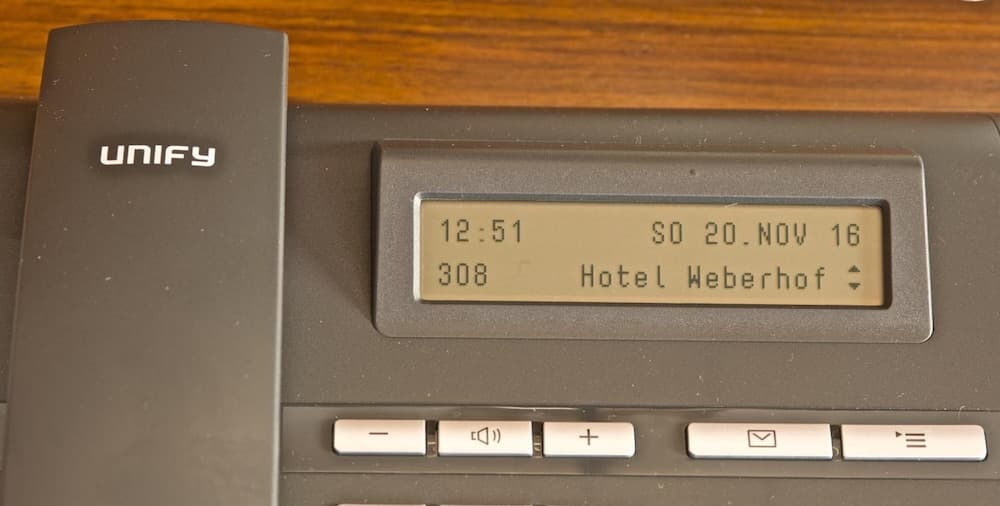 UNIFY
12:51 SO 20.NOV 16
308 Hotel Weberhof